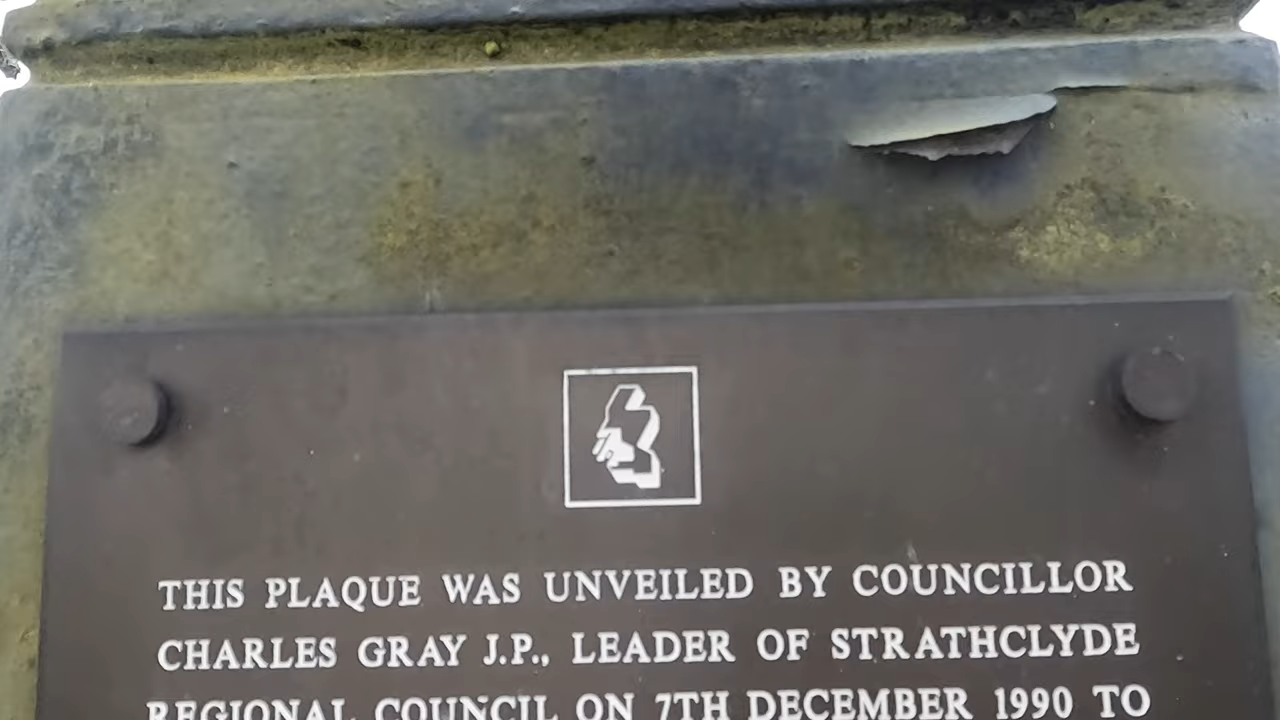 THIS PLAQUE WAS UNVEILED BY COUNCILLOR
CHARLES GRAY J.P., LEADER OF STRATHCLYDE
REGIONAL COUNCIL ON 7TH DECEMBER 1990 TO